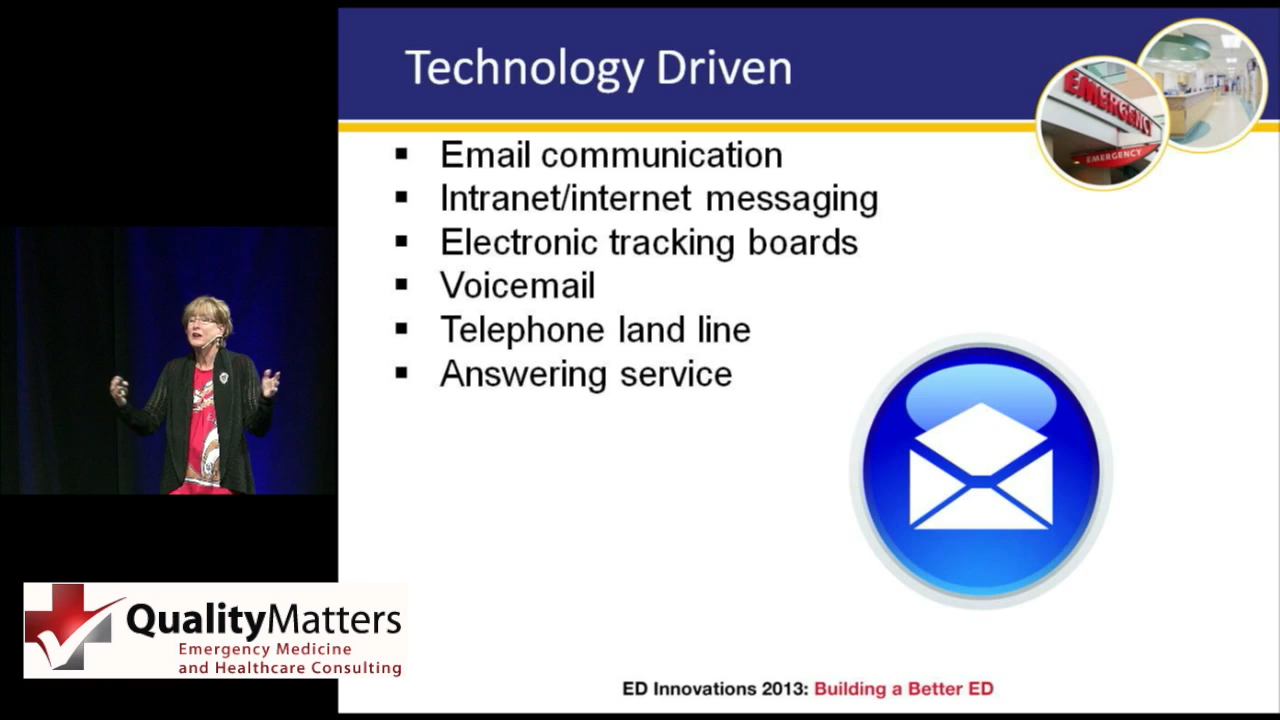 Technology Driven
EMERGENCY
EMERGENCY
Email communication
Intranet/internet messaging
Electronic tracking boards
Voicemail
Telephone land line
Answering service
QualityMatters
Emergency Medicine
and Healthcare Consulting
ED Innovations 2013: Building a Better ED